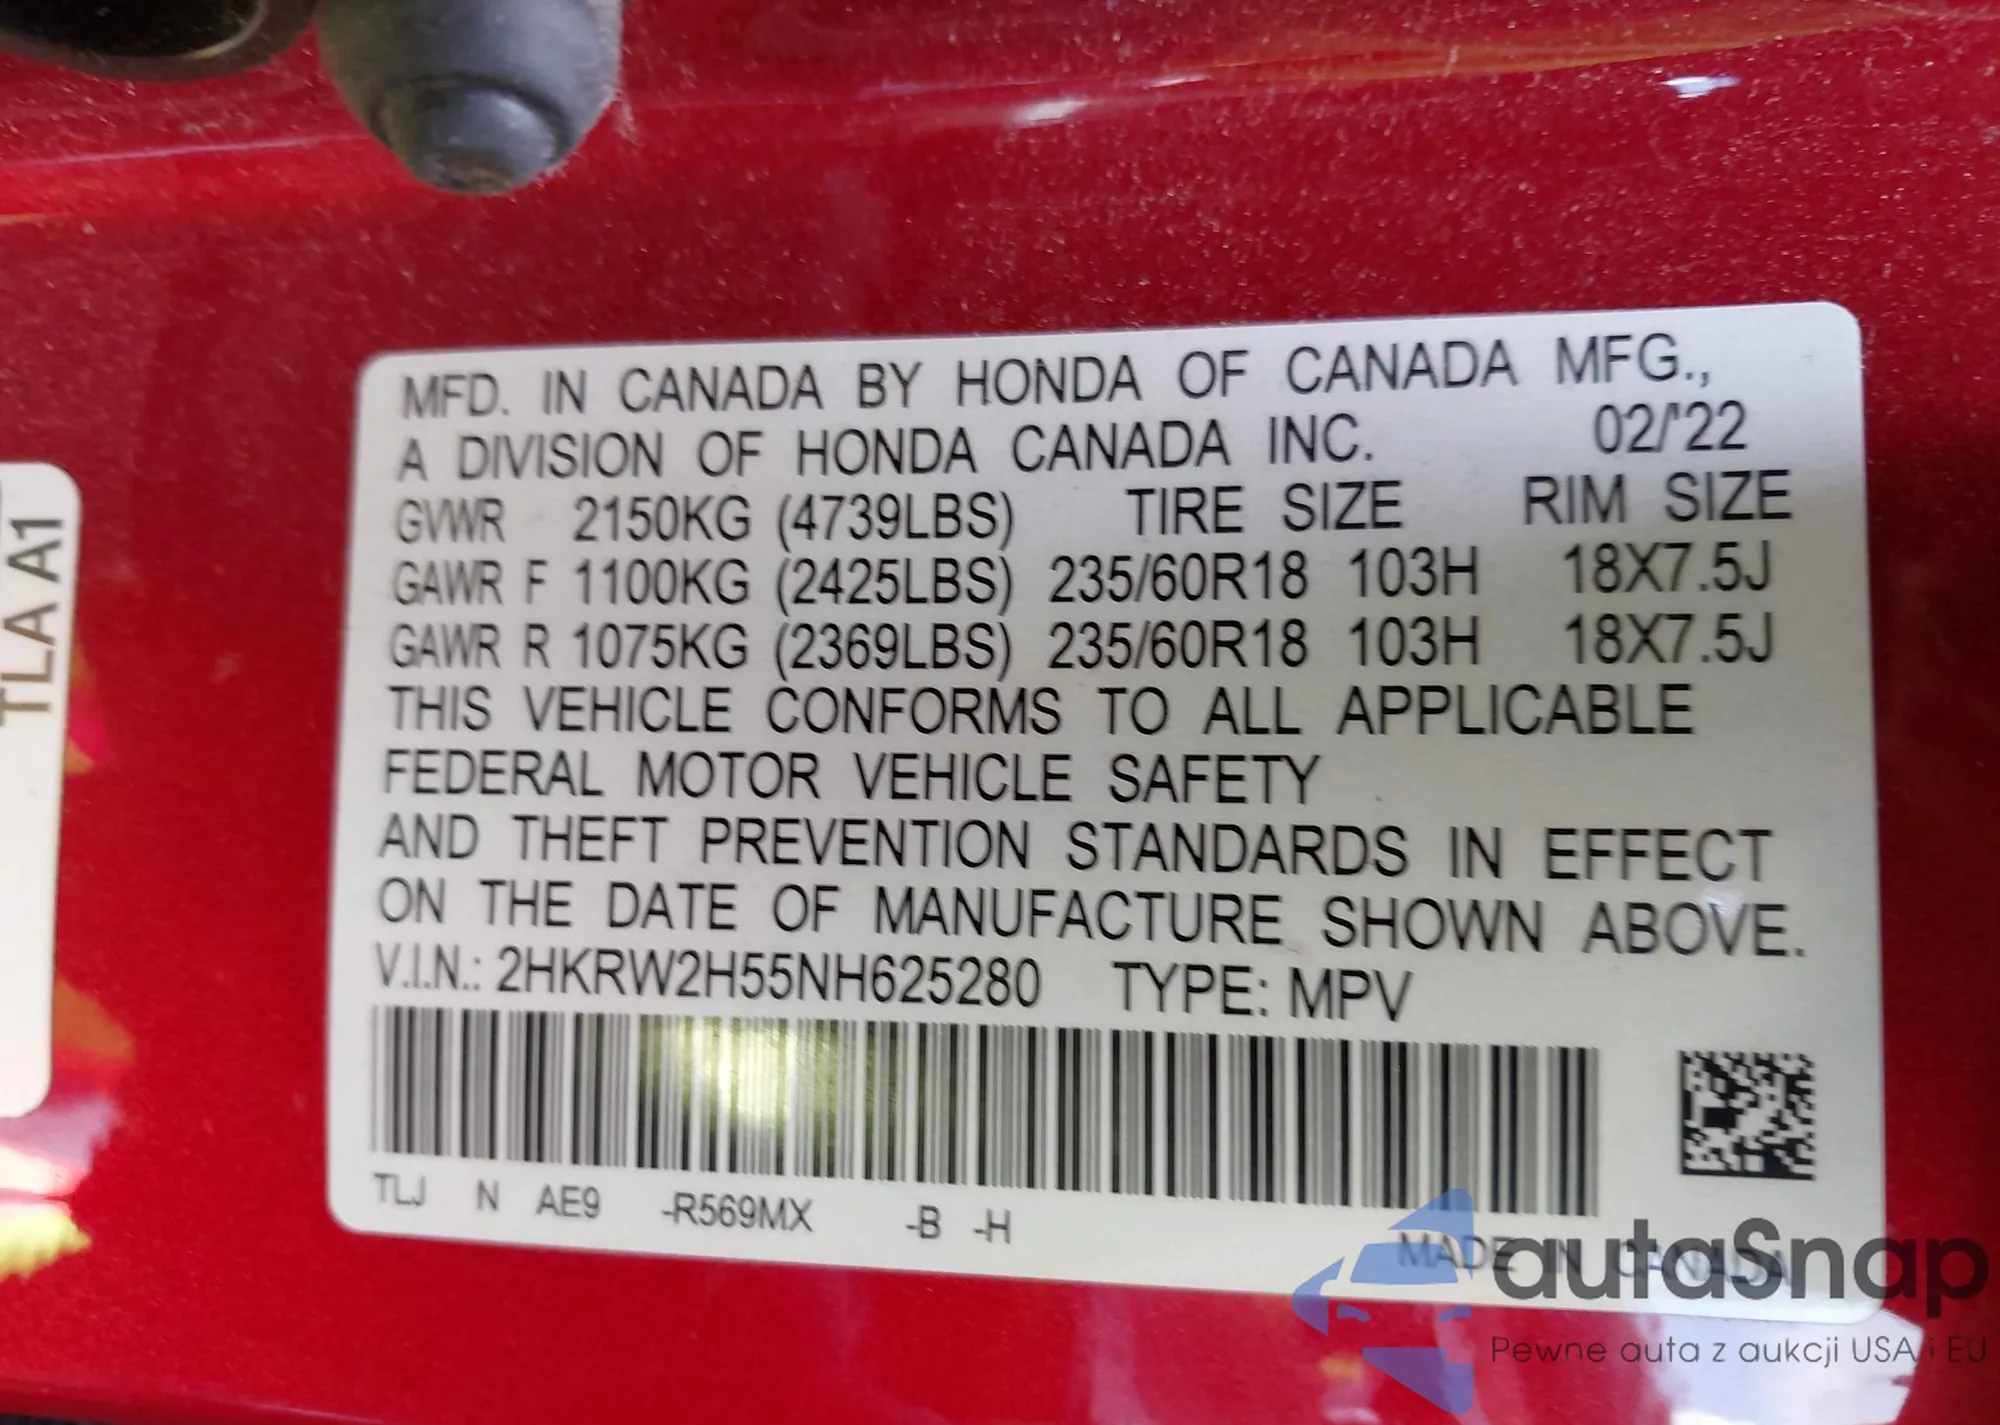 MFD. IN CANADA BY HONDA OF CANADA MFG.,
A DIVISION OF HONDA CANADA INC. 02/'22
GVWR 2150KG (4739LBS) TIRE SIZE RIM SIZE
GAWR F 1100KG (2425LBS) 235/60R18 103H 18X7.5J
GAWR R 1075KG (2369LBS) 235/60R18 103H 18X7.5J
THIS VEHICLE CONFORMS TO ALL APPLICABLE
FEDERAL MOTOR VEHICLE SAFETY
AND THEFT PREVENTION STANDARDS IN EFFECT
ON THE DATE OF MANUFACTURE SHOWN ABOVE.
V.I.N.: 2HKRW2H55NH625280 TYPE: MPV
TLJ N AE9 -R569MX -B -H
MADE IN CANADA
TLA A1
autaSnap
Pewne auta z aukcji USA i EU